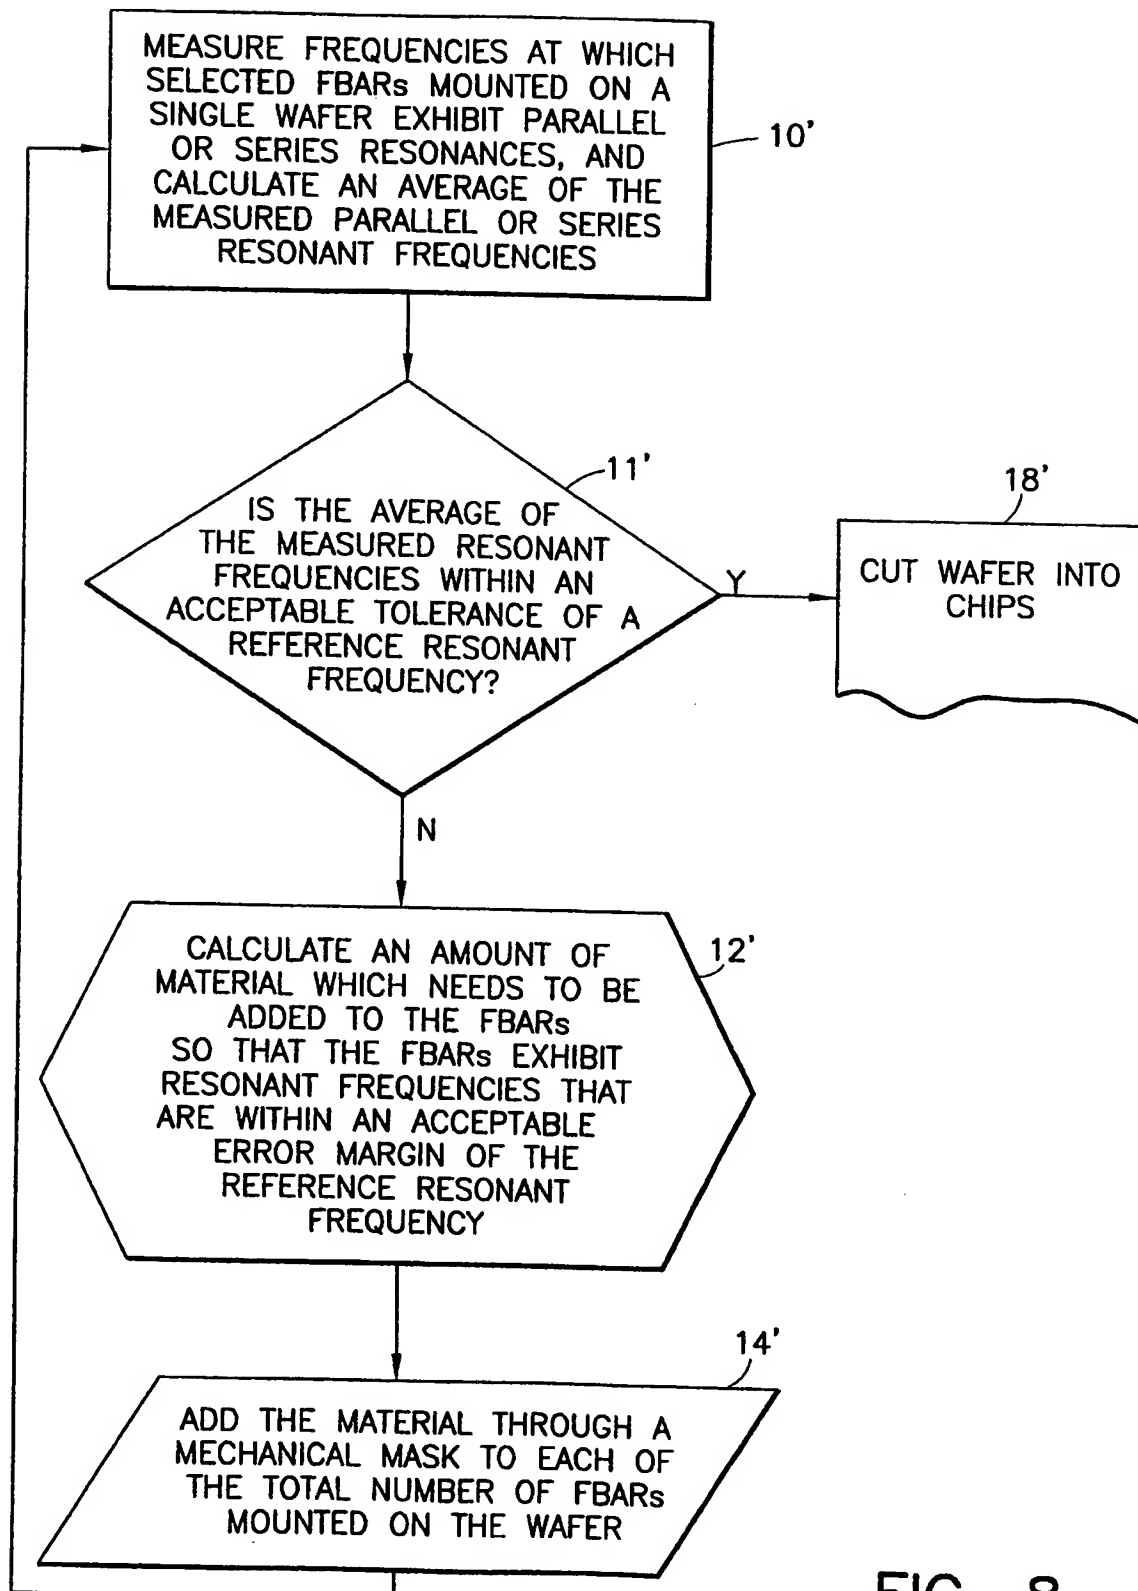 MEASURE FREQUENCIES AT WHICH
SELECTED FBARs MOUNTED ON A
SINGLE WAFER EXHIBIT PARALLEL
OR SERIES RESONANCES, AND
CALCULATE AN AVERAGE OF THE
MEASURED PARALLEL OR SERIES
RESONANT FREQUENCIES
10'
11'
IS THE AVERAGE OF
THE MEASURED RESONANT
FREQUENCIES WITHIN AN
ACCEPTABLE TOLERANCE OF A
REFERENCE RESONANT
FREQUENCY?
Y
18'
CUT WAFER INTO
CHIPS
N
12'
CALCULATE AN AMOUNT OF
MATERIAL WHICH NEEDS TO BE
ADDED TO THE FBARs
SO THAT THE FBARs EXHIBIT
RESONANT FREQUENCIES THAT
ARE WITHIN AN ACCEPTABLE
ERROR MARGIN OF THE
REFERENCE RESONANT
FREQUENCY
14'
ADD THE MATERIAL THROUGH A
MECHANICAL MASK TO EACH OF
THE TOTAL NUMBER OF FBARs
MOUNTED ON THE WAFER
FIG. 8